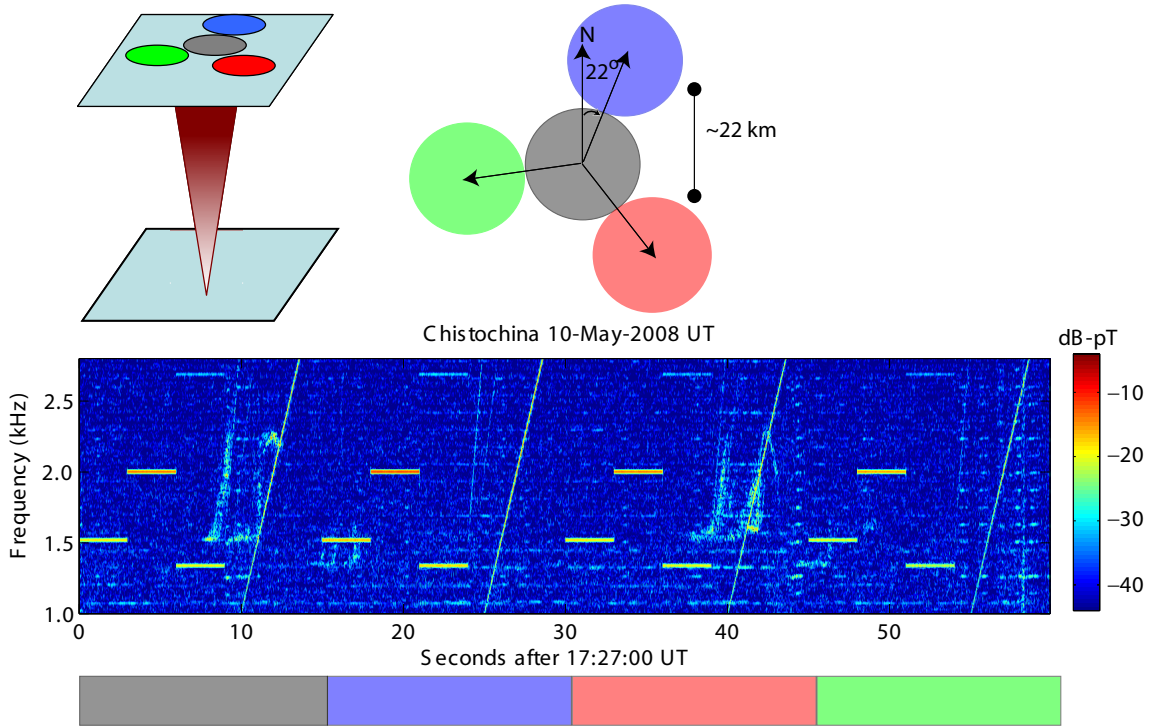 N
22°
~22 km
Chistochina 10-May-2008 UT
dB-pT
Frequency (kHz)
2.5
2.0
1.5
1.0
−10
−20
−30
−40
0
10
20
30
40
50
Seconds after 17:27:00 UT